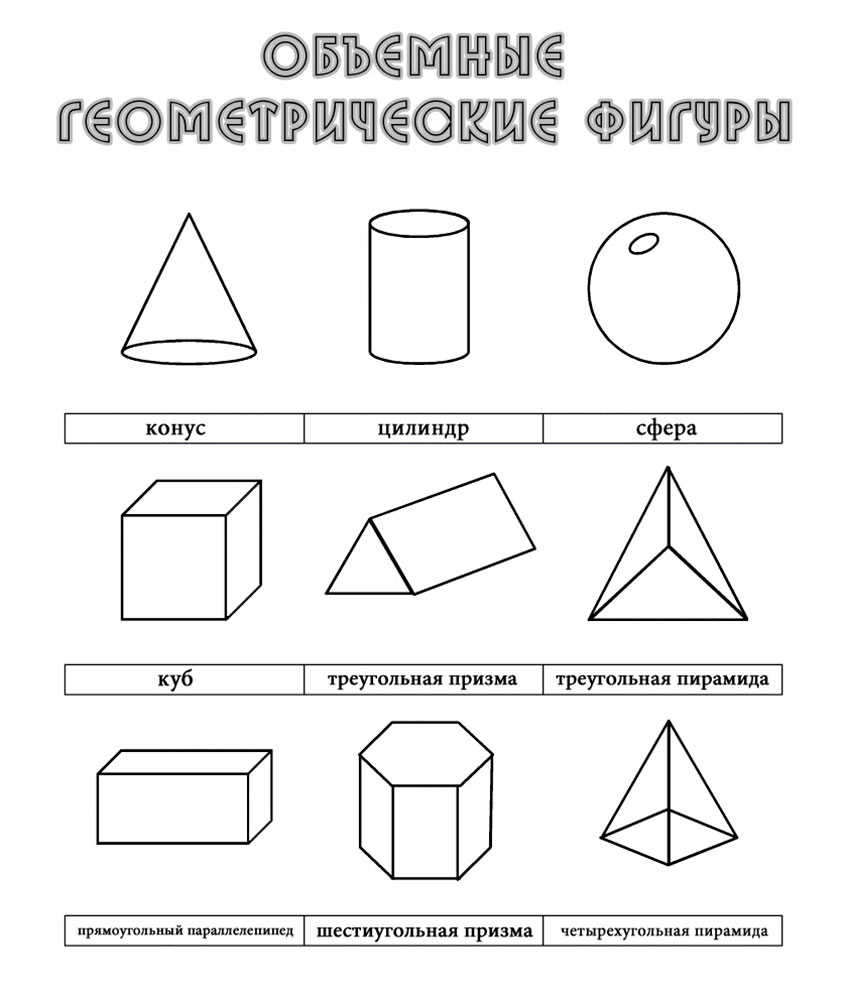 ОБЪЕМНЫЕ
ГЕОМЕТРИЧЕСКИЕ ФИГУРЫ
конус цилиндр сфера
куб треугольная призма треугольная пирамида
прямоугольный параллелепипед шестиугольная призма четырехугольная пирамида